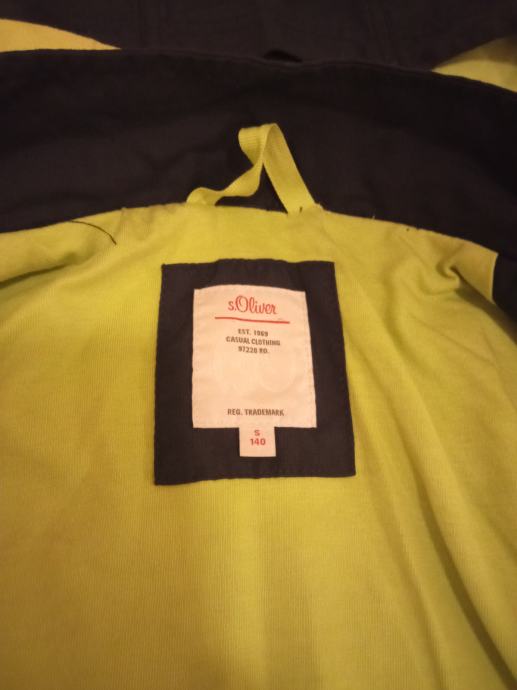 s.Oliver
EST. 1969
CASUAL CLOTHING
97228 RO.
REG. TRADEMARK
S
140